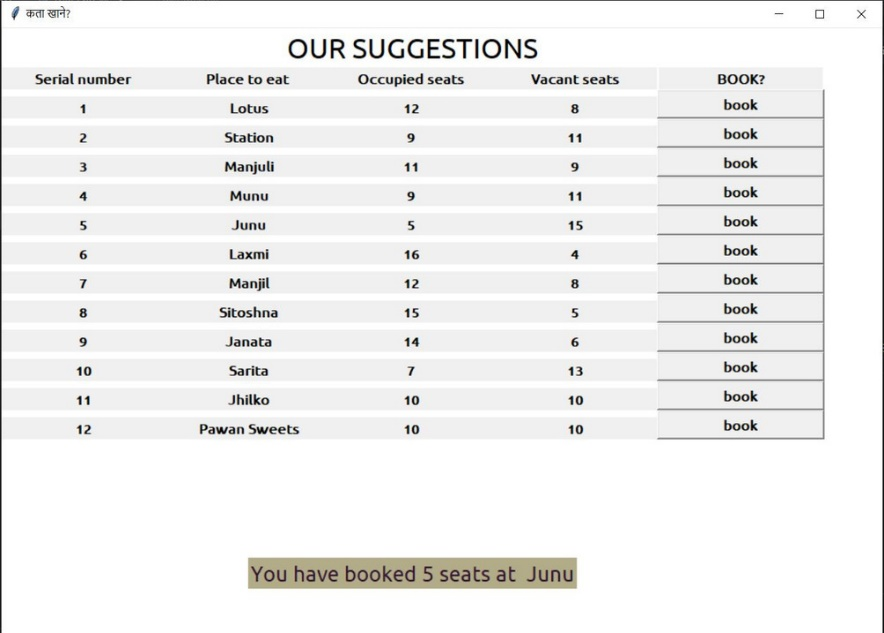 कता खाने?
OUR SUGGESTIONS
Serial number Place to eat Occupied seats Vacant seats BOOK?
1 Lotus 12 8 book
2 Station 9 11 book
3 Manjuli 11 9 book
4 Munu 9 11 book
5 Junu 5 15 book
6 Laxmi 16 4 book
7 Manjil 12 8 book
8 Sitoshna 15 5 book
9 Janata 14 6 book
10 Sarita 7 13 book
11 Jhilko 10 10 book
12 Pawan Sweets 10 10 book
You have booked 5 seats at Junu